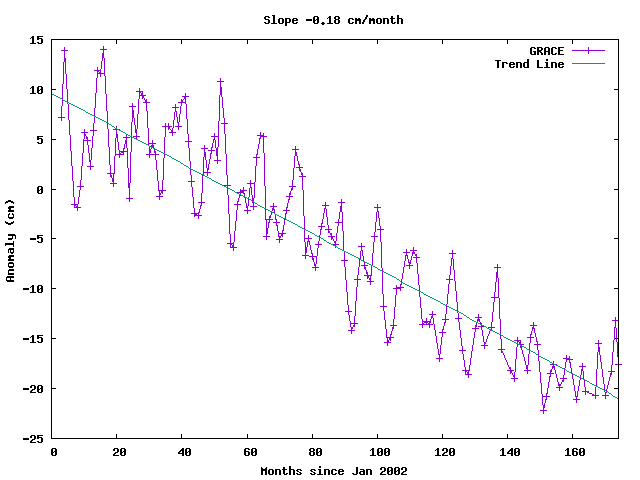 Slope -0.18 cm/month
GRACE
Trend Line
15
10
5
0
-5
-10
-15
-20
-25
Anomaly (cm)
0 20 40 60 80 100 120 140 160
Months since Jan 2002